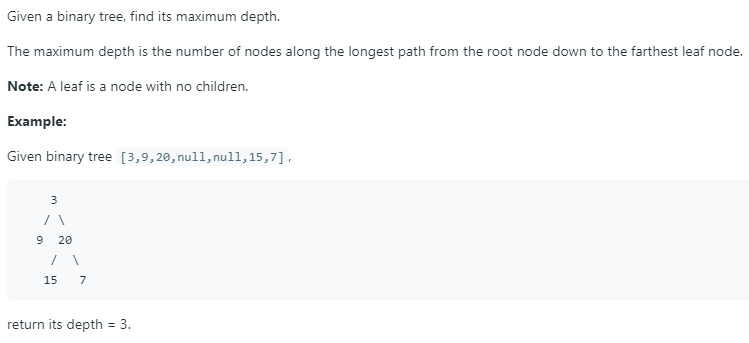 Given a binary tree, find its maximum depth.
The maximum depth is the number of nodes along the longest path from the root node down to the farthest leaf node.
Note: A leaf is a node with no children.
Example:
Given binary tree [3,9,20,null,null,15,7],
    3
   / \
  9  20
    /  \
   15   7
return its depth = 3.